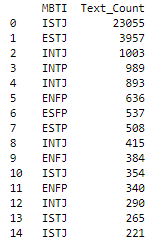 MBTI Text_Count
0 ISTJ 23055
1 ESTJ 3957
2 INTJ 1003
3 INTP 989
4 INTJ 893
5 ENFP 636
6 ESFP 537
7 ESTP 508
8 INTJ 415
9 ENFJ 384
10 ISTJ 354
11 ENFP 340
12 INTJ 290
13 ISTJ 265
14 ISTJ 221